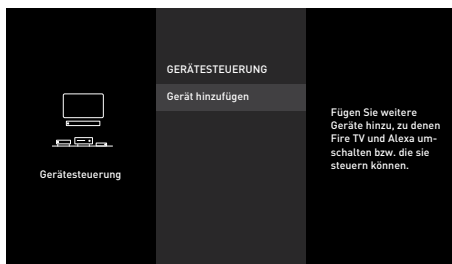 Gerätesteuerung
GERÄTESTEUERUNG
Gerät hinzufügen
Fügen Sie weitere
Geräte hinzu, zu denen
Fire TV und Alexa um-
schalten bzw. die sie
steuern können.